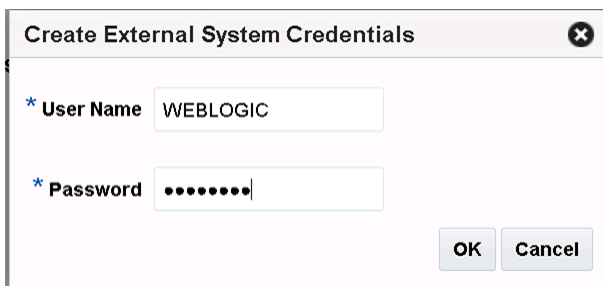 Create External System Credentials
* User Name WEBLOGIC
* Password ••••••••
OK Cancel